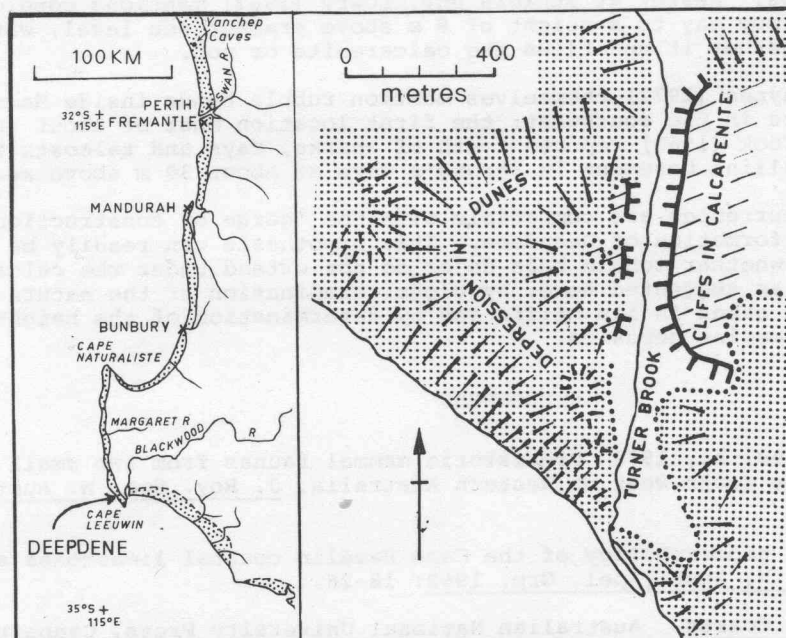 Yanchep
Caves
100 KM
SWAN
PERTH
32°S +
115°E
FREMANTLE
MANDURAH
BUNBURY
CAPE
NATURALISTE
MARGARET R
BLACKWOOD
R
CAPE
LEEUWIN
DEEPDENE
35°S +
115°E
0
400
metres
DUNES
DEPRESSION
CLIFFS IN CALCARENITE
TURNER BROOK